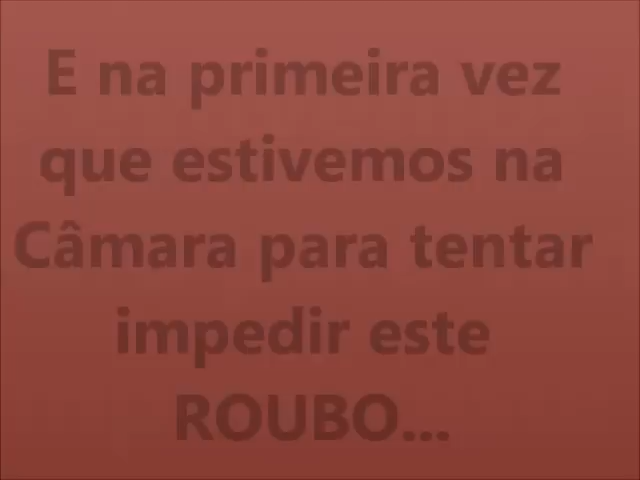 E na primeira vez
que estivemos na
Câmara para tentar
impedir este
ROUBO...